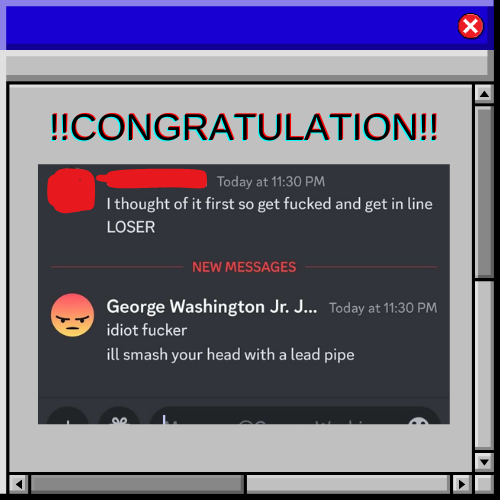 !!CONGRATULATION!!
Today at 11:30 PM
I thought of it first so get fucked and get in line
LOSER
NEW MESSAGES
George Washington Jr. J... Today at 11:30 PM
idiot fucker
ill smash your head with a lead pipe